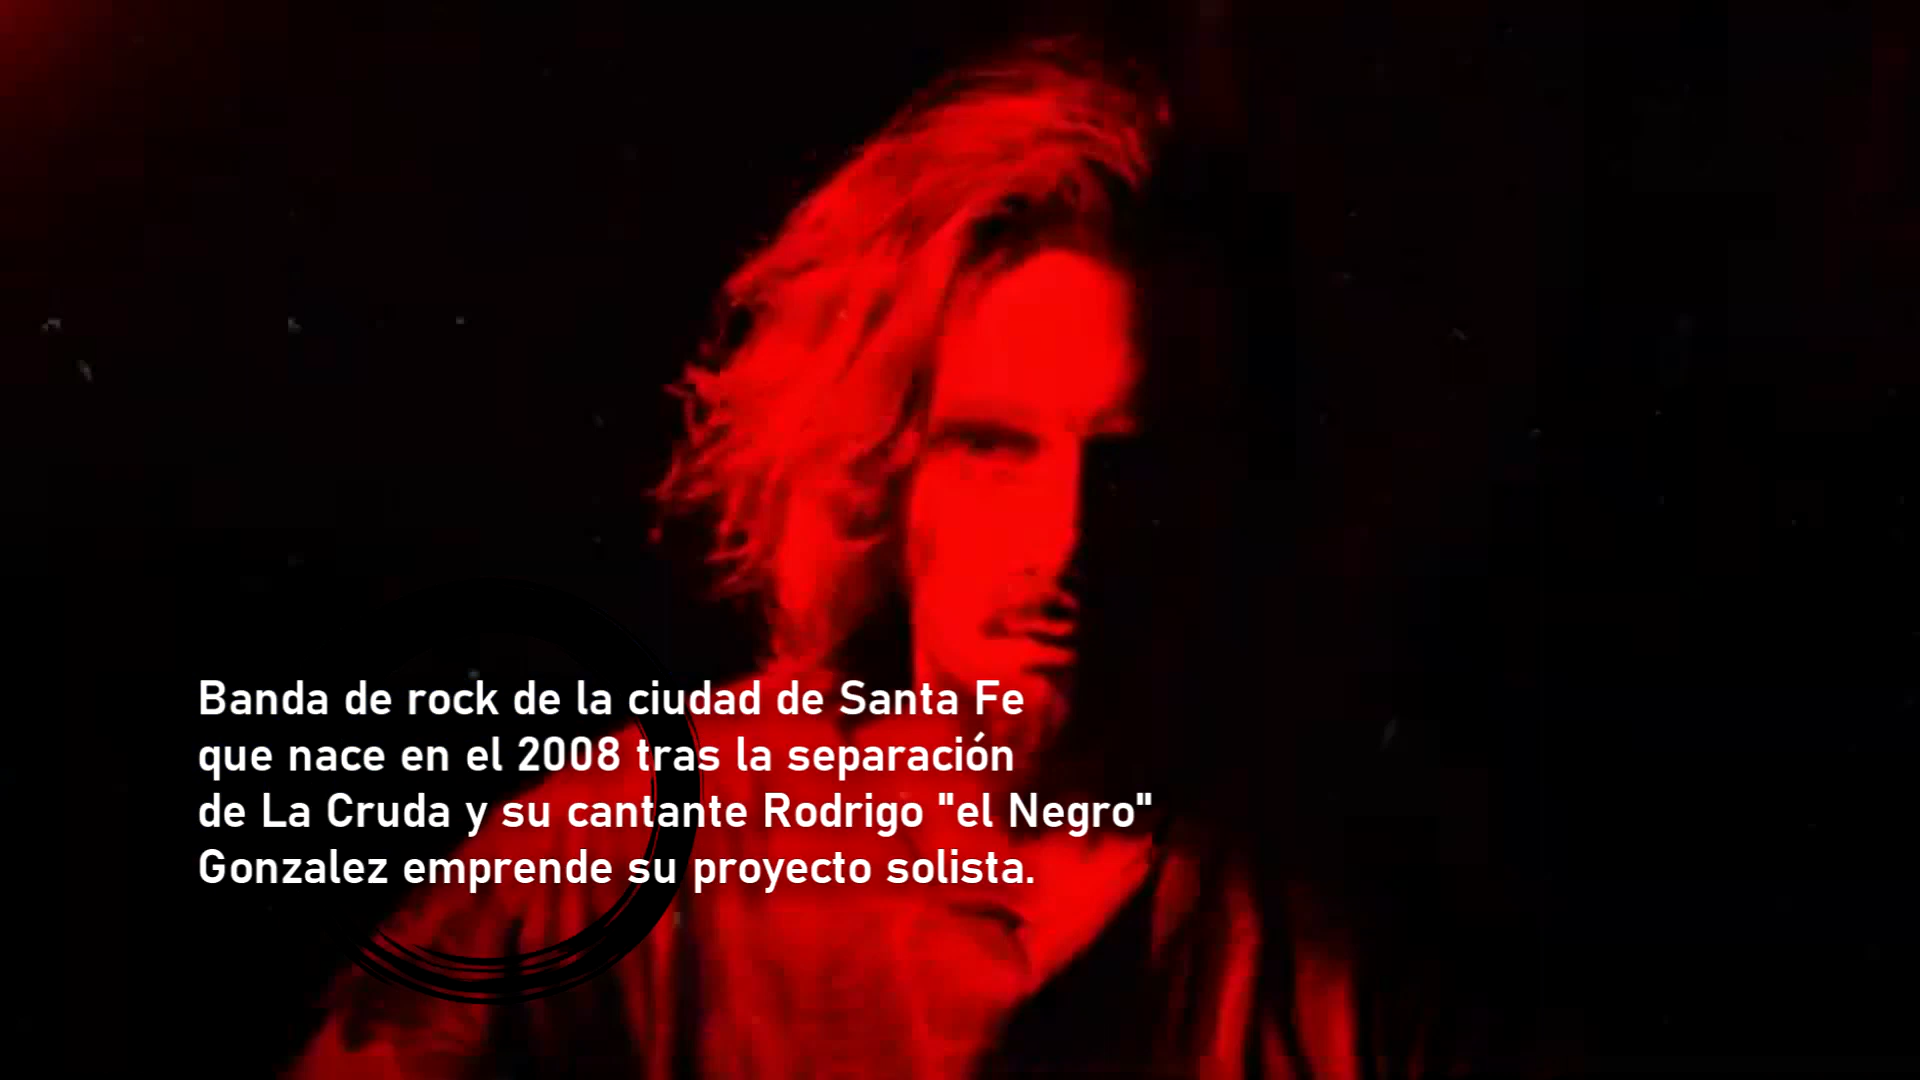 Banda de rock de la ciudad de Santa Fe
que nace en el 2008 tras la separación
de La Cruda y su cantante Rodrigo "el Negro"
Gonzalez emprende su proyecto solista.